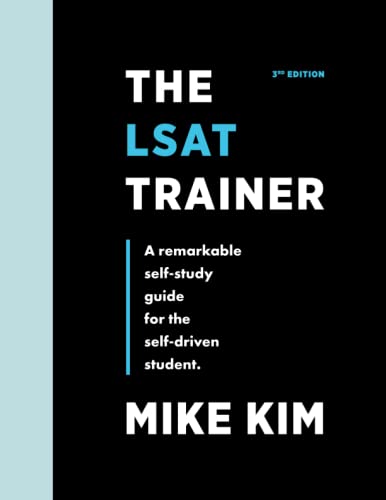 THE
3RD EDITION
LSAT
TRAINER
A remarkable
self-study
guide
for the
self-driven
student.
MIKE KIM